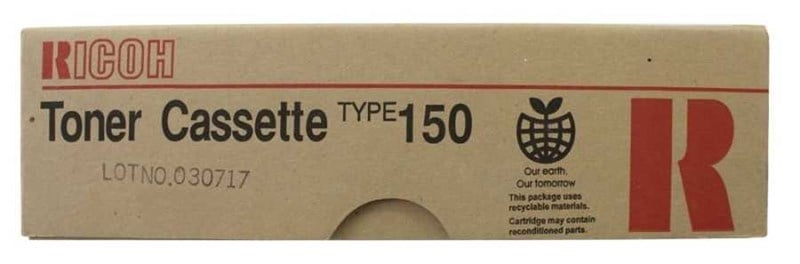 RICOH
Toner Cassette TYPE 150
LOTNO.030717
Our earth,
Our tomorrow
This package uses
recyclable materials.
Cartridge may contain
reconditioned parts.
R